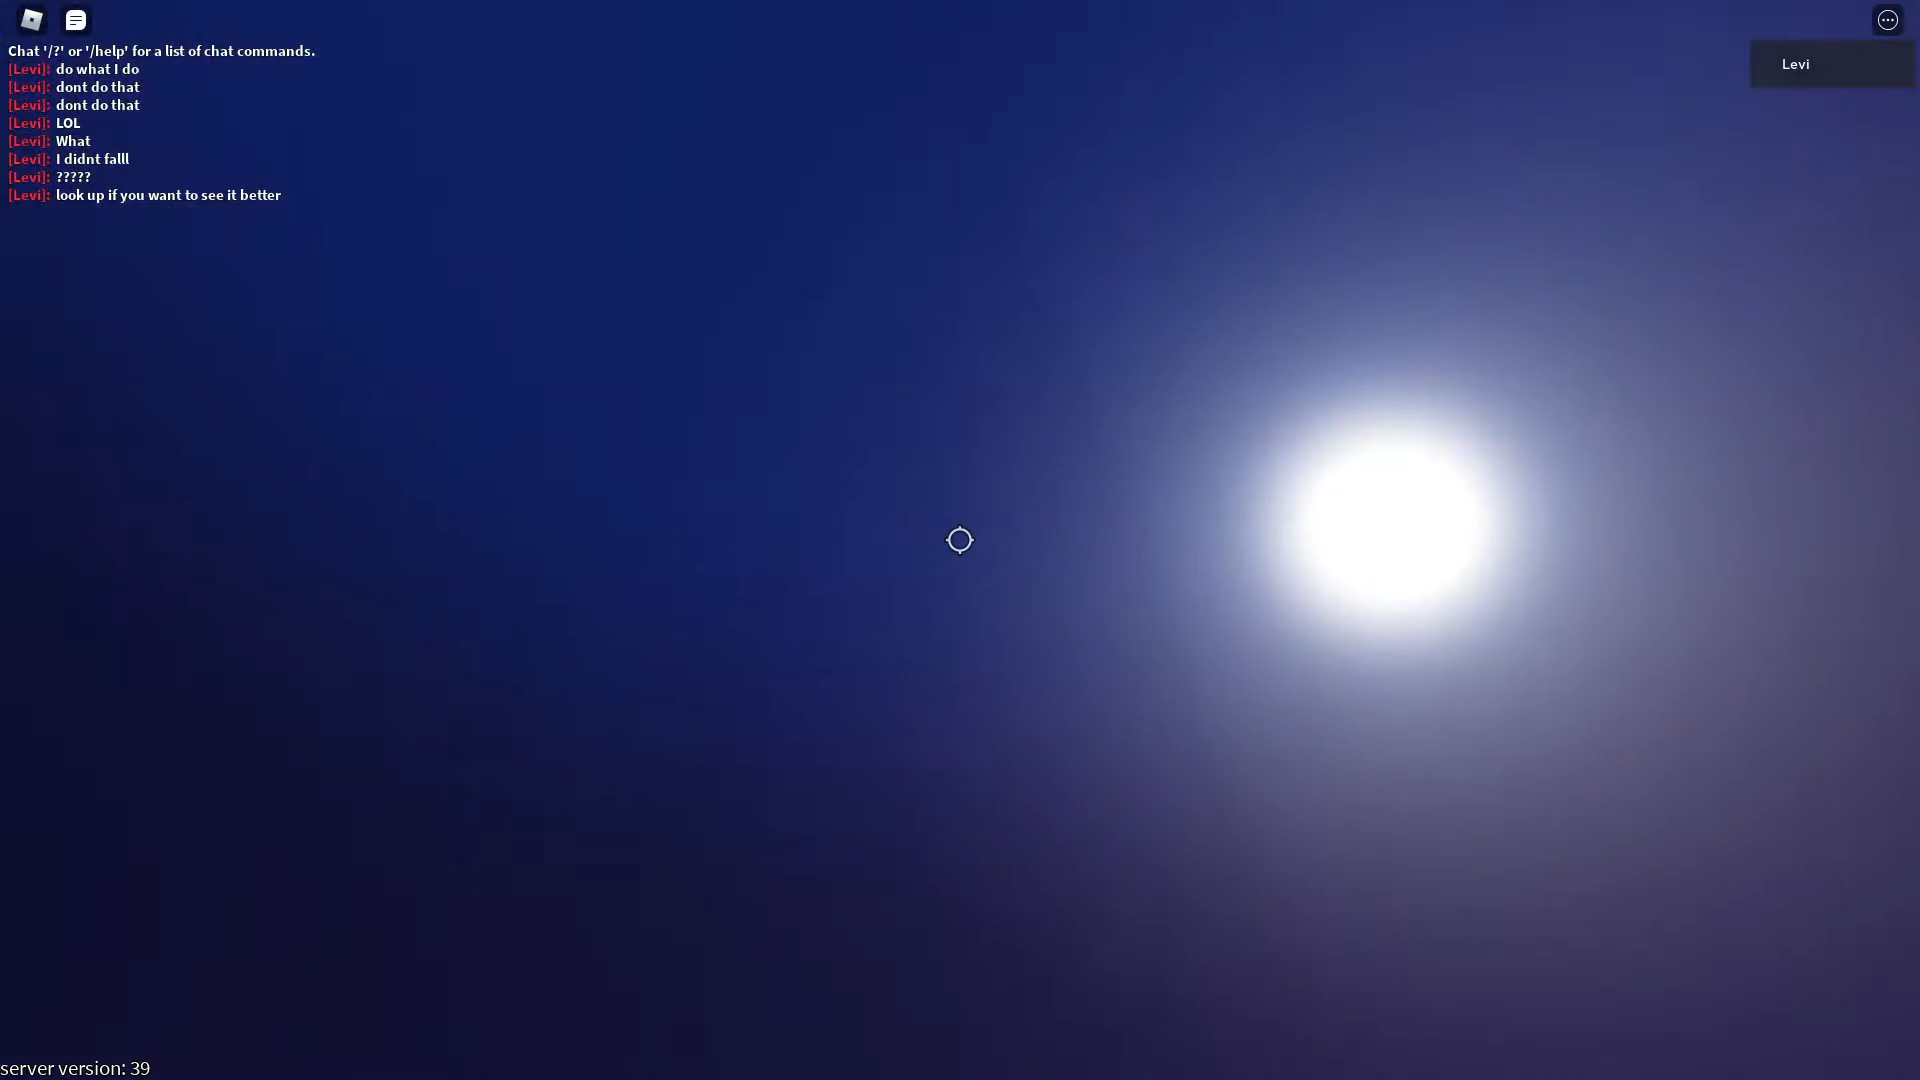 Chat '/?' or '/help' for a list of chat commands.
[Levi]: do what I do
[Levi]: dont do that
[Levi]: dont do that
[Levi]: LOL
[Levi]: What
[Levi]: I didnt falll
[Levi]: ?????
[Levi]: look up if you want to see it better
Levi
server version: 39